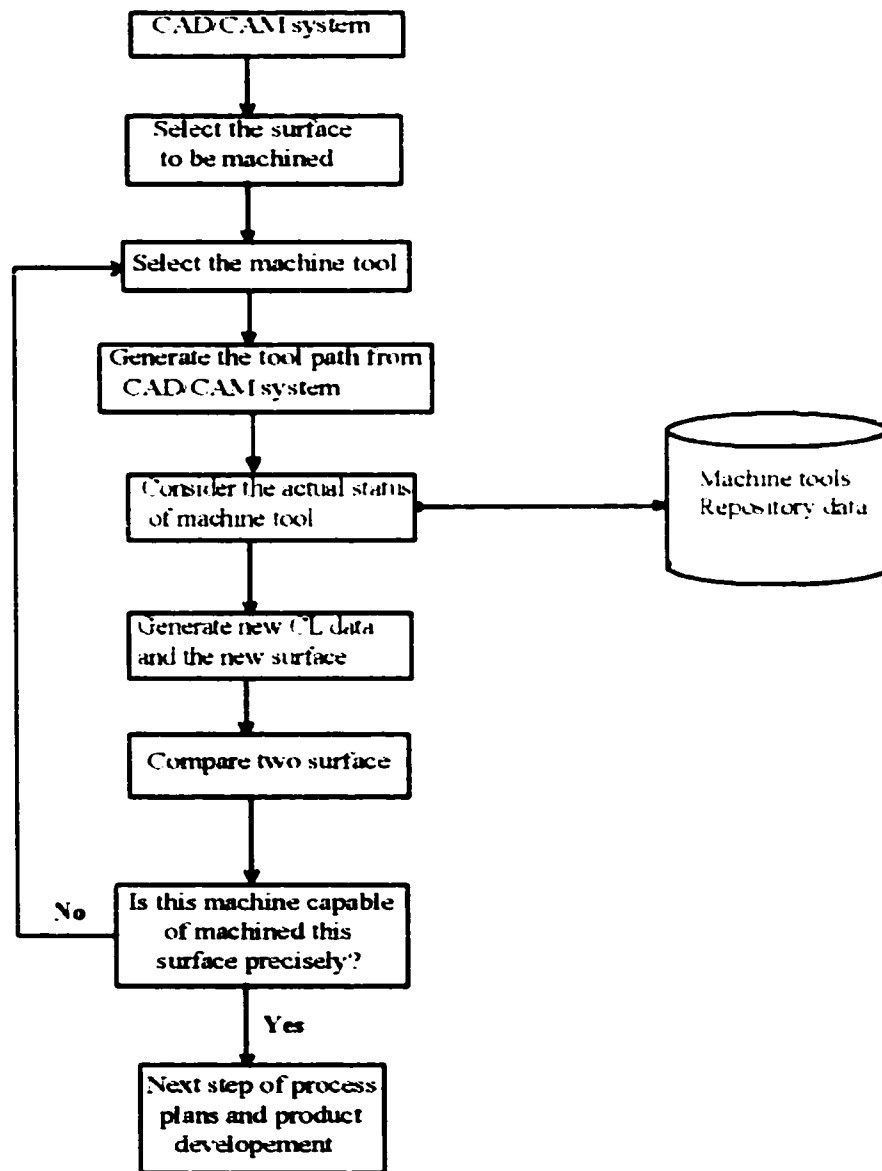 CAD/CAM system
Select the surface
to be machined
Select the machine tool
Generate the tool path from
CAD/CAM system
Consider the actual status
of machine tool
Machine tools
Repository data
Generate new CL data
and the new surface
Compare two surface
Is this machine capable
of machined this
surface precisely?
No
Yes
Next step of process
plans and product
developement